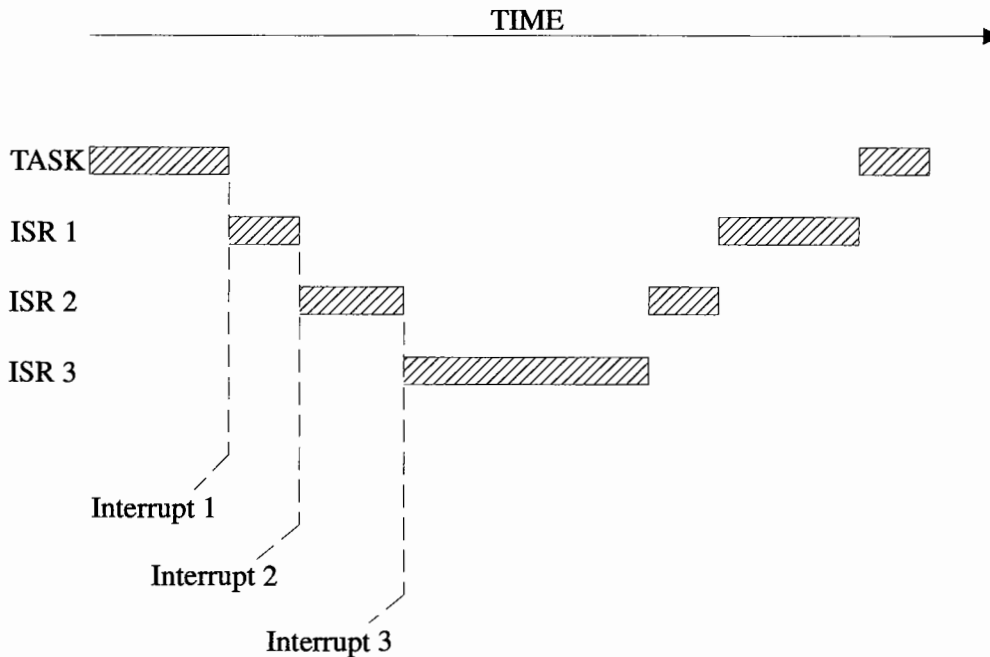 TIME
TASK
ISR 1
ISR 2
ISR 3
Interrupt 1
Interrupt 2
Interrupt 3